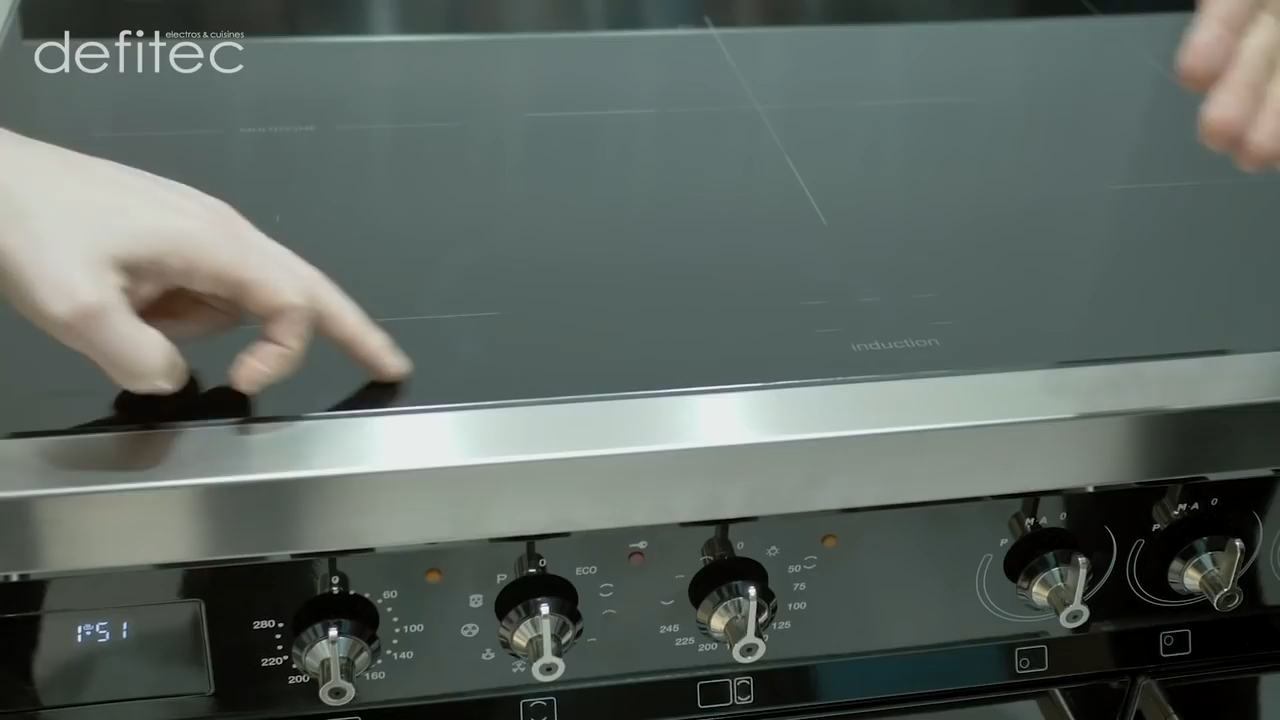 electros & cuisines
defitec
MULTIZONE
induction
M A 0
P
M A 0
P
0
ECO
P
0
50
75
100
125
200
225
245
0
60
100
140
160
200
220
280
1:51